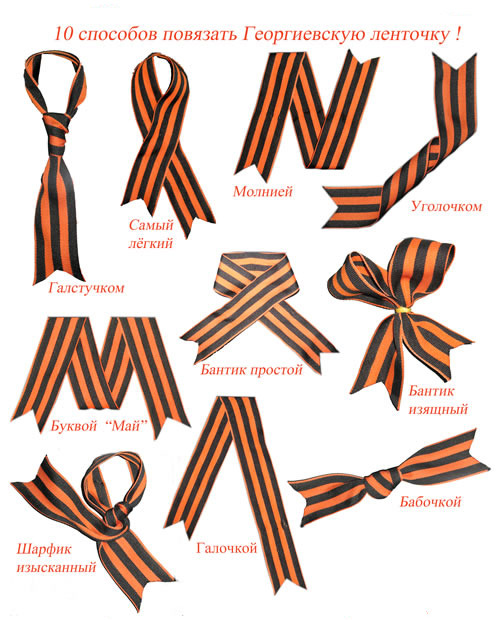 10 способов повязать Георгиевскую ленточку !
Галстучком
Самый
лёгкий
Молнией
Уголочком
Буквой “Май”
Бантик простой
Бантик
изящный
Шарфик
изысканный
Галочкой
Бабочкой